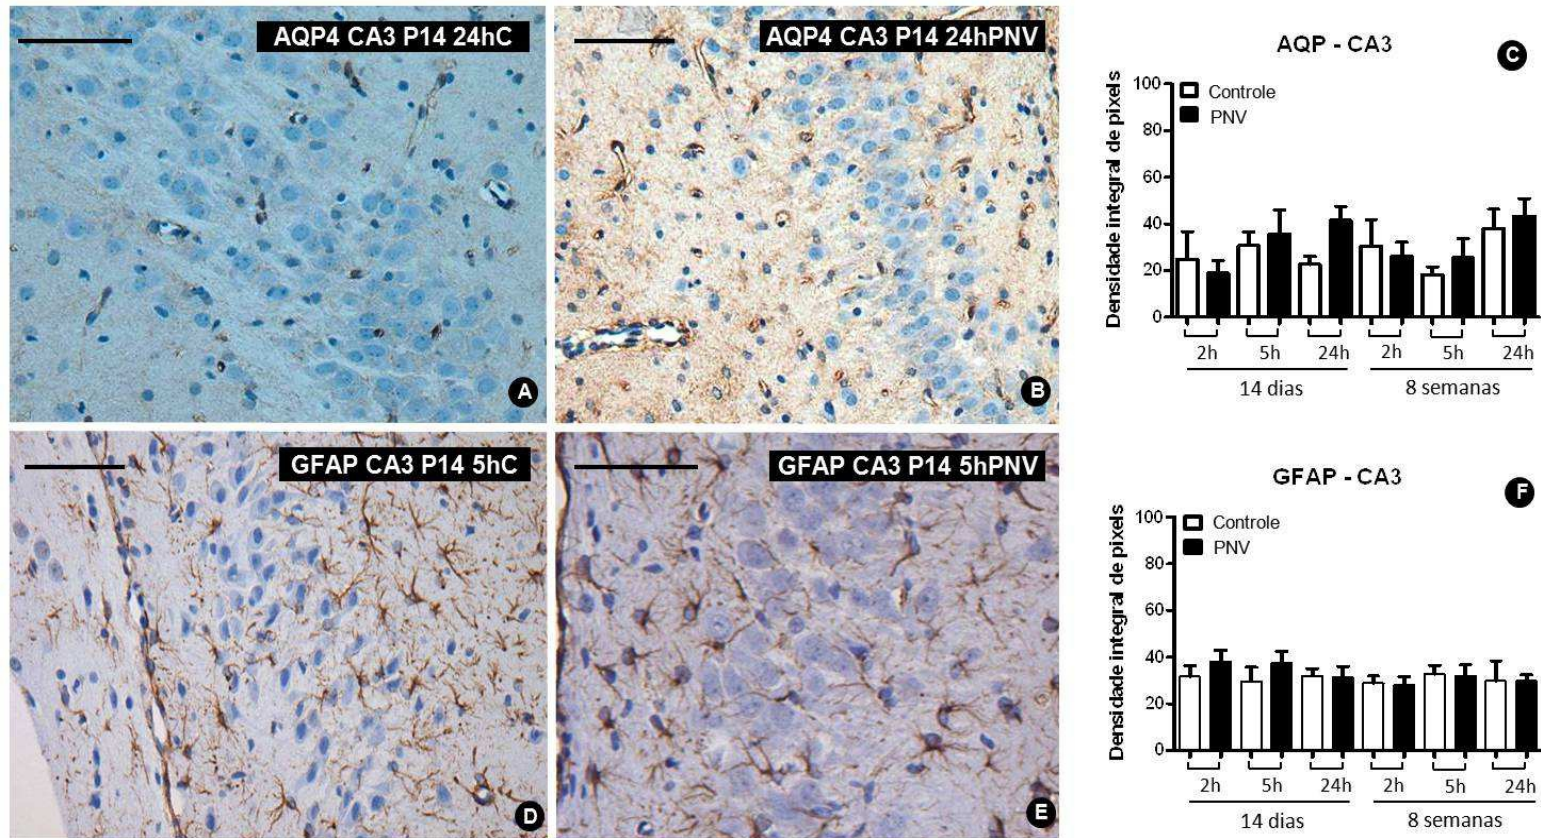 AQP4 CA3 P14 24hC
A
AQP4 CA3 P14 24hPNV
B
AQP - CA3
C
Densidade integral de pixels
100
80
60
40
20
0
Controle
PNV
2h 5h 24h 2h 5h 24h
14 dias 8 semanas
GFAP CA3 P14 5hC
D
GFAP CA3 P14 5hPNV
E
GFAP - CA3
F
Densidade integral de pixels
100
80
60
40
20
0
Controle
PNV
2h 5h 24h 2h 5h 24h
14 dias 8 semanas